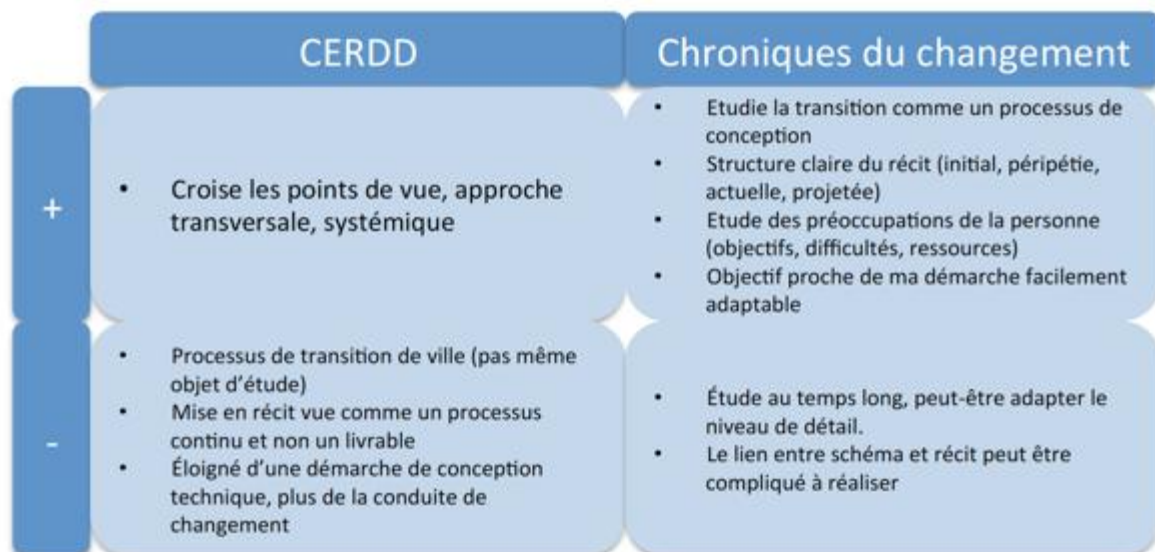 CERDD
Chroniques du changement
+
• Croise les points de vue, approche
transversale, systémique
• Etudie la transition comme un processus de
conception
• Structure claire du récit (initial, péripétie,
actuelle, projetée)
• Etude des préoccupations de la personne
(objectifs, difficultés, ressources)
• Objectif proche de ma démarche facilement
adaptable
-
• Processus de transition de ville (pas même
objet d’étude)
• Mise en récit vue comme un processus
continu et non un livrable
• Éloigné d’une démarche de conception
technique, plus de la conduite de
changement
• Étude au temps long, peut-être adapter le
niveau de détail.
• Le lien entre schéma et récit peut être
compliqué à réaliser